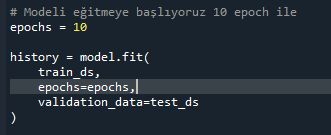 # Modeli eğitmeye başlıyoruz 10 epoch ile
epochs = 10
history = model.fit(
    train_ds,
    epochs=epochs,
    validation_data=test_ds
)